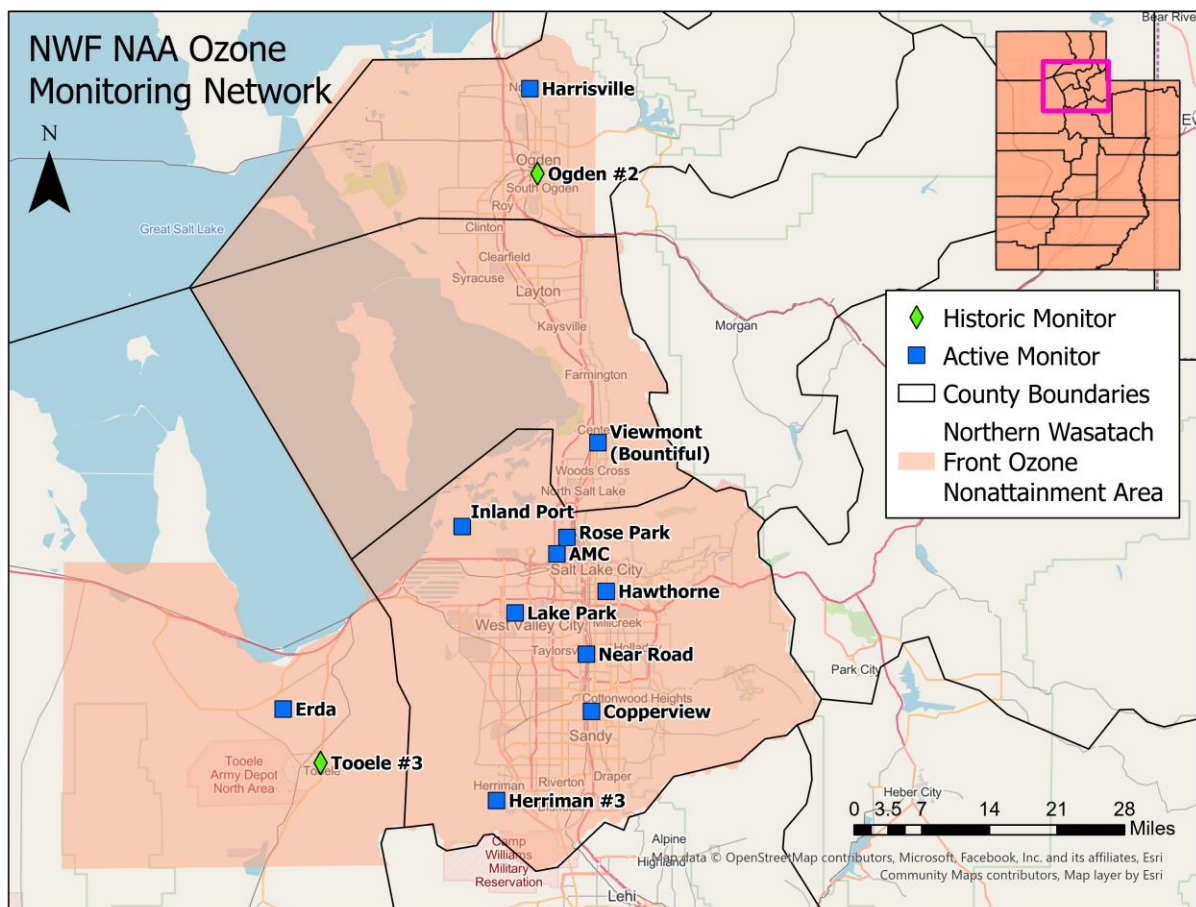 NWF NAA Ozone
Monitoring Network
N
Great Salt Lake
Harrisville
Ogden
Ogden #2
South Ogden
Roy
Clinton
Clearfield
Syracuse
Layton
Kaysville
Morgan
Farmington
Viewmont
(Bountiful)
Woods Cross
North Salt Lake
Inland Port
Rose Park
AMC
Salt Lake City
Hawthorne
Lake Park
West Valley City
Millcreek
Taylorsv
Holladay
Near Road
Park City
Cottonwood Heights
Erda
Copperview
Sandy
Tooele #3
Tooele
Tooele
Army Depot
North Area
Herriman
Riverton
Draper
Herriman #3
Heber City
Camp
Williams
Military
Reservation
Alpine
Highland
Lehi
Bear River
Ev
Historic Monitor
Active Monitor
County Boundaries
Northern Wasatach
Front Ozone
Nonattainment Area
0 3.5 7 14 21 28
Miles
Map data © OpenStreetMap contributors, Microsoft, Facebook, Inc. and its affiliates, Esri
Community Maps contributors, Map layer by Esri